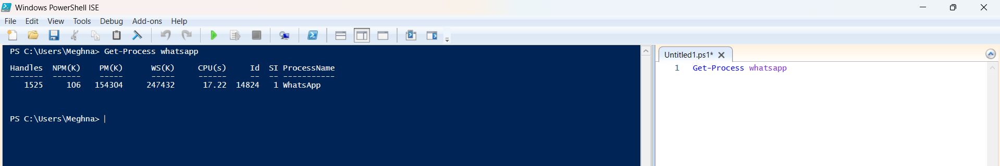 Windows PowerShell ISE
File Edit View Tools Debug Add-ons Help
PS C:\Users\Meghna> Get-Process whatsapp
Handles  NPM(K)    PM(K)      WS(K)     CPU(s)     Id  SI ProcessName
-------  ------    -----      -----     ------     --  -- -----------
   1525     106   154304     247432      17.22  14824   1 WhatsApp
PS C:\Users\Meghna>
Untitled1.ps1*
1 Get-Process whatsapp